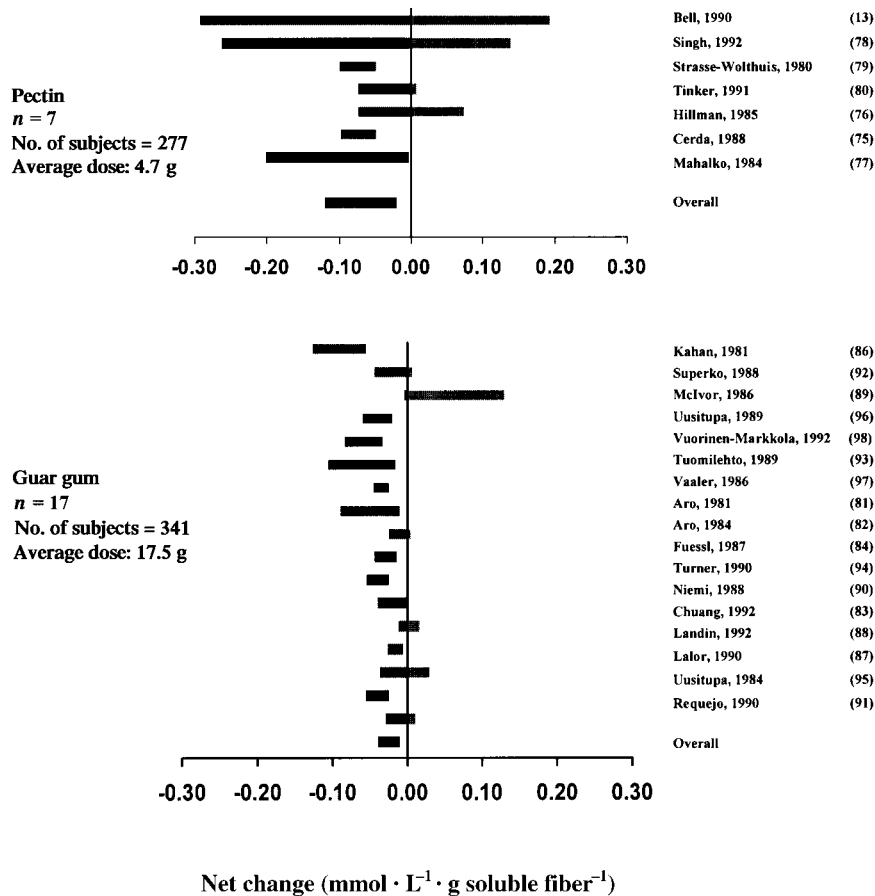 Bell, 1990 (13)
Singh, 1992 (78)
Strasse-Wolthuis, 1980 (79)
Tinker, 1991 (80)
Hillman, 1985 (76)
Cerda, 1988 (75)
Mahalko, 1984 (77)
Overall
Pectin
n = 7
No. of subjects = 277
Average dose: 4.7 g
-0.30 -0.20 -0.10 0.00 0.10 0.20 0.30
Kahan, 1981 (86)
Superko, 1988 (92)
McIvor, 1986 (89)
Uusitupa, 1989 (96)
Vuorinen-Markkola, 1992 (98)
Tuomilehto, 1989 (93)
Vaaler, 1986 (97)
Aro, 1981 (81)
Aro, 1984 (82)
Fuessl, 1987 (84)
Turner, 1990 (94)
Niemi, 1988 (90)
Chuang, 1992 (83)
Landin, 1992 (88)
Lalor, 1990 (87)
Uusitupa, 1984 (95)
Requejo, 1990 (91)
Overall
Guar gum
n = 17
No. of subjects = 341
Average dose: 17.5 g
-0.30 -0.20 -0.10 0.00 0.10 0.20 0.30
Net change (mmol · L⁻¹ · g soluble fiber⁻¹)